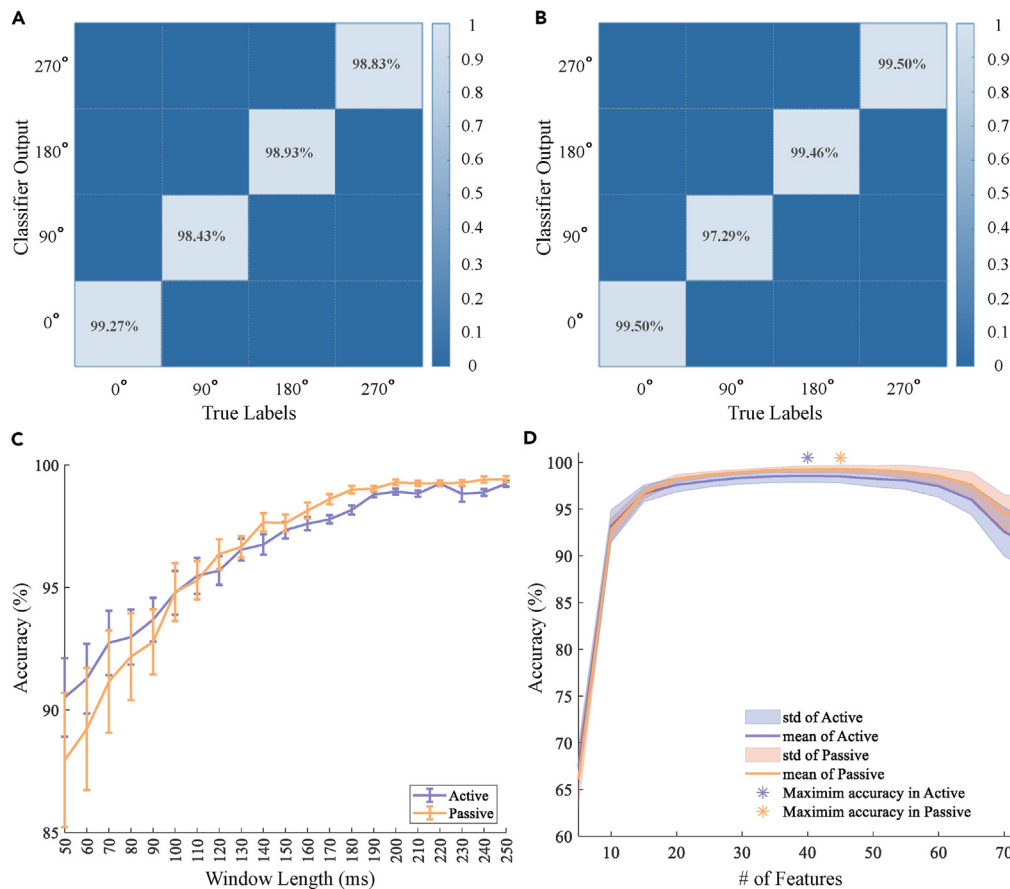 A
270°
180°
90°
0°
Classifier Output
98.83%
98.93%
98.43%
99.27%
0° 90° 180° 270°
True Labels
1
0.9
0.8
0.7
0.6
0.5
0.4
0.3
0.2
0.1
0
B
270°
180°
90°
0°
Classifier Output
99.50%
99.46%
97.29%
99.50%
0° 90° 180° 270°
True Labels
1
0.9
0.8
0.7
0.6
0.5
0.4
0.3
0.2
0.1
0
C
100
95
90
85
Accuracy (%)
Active
Passive
50 60 70 80 90 100 110 120 130 140 150 160 170 180 190 200 210 220 230 240 250
Window Length (ms)
D
100
95
90
85
80
75
70
65
60
Accuracy (%)
std of Active
mean of Active
std of Passive
mean of Passive
Maximim accuracy in Active
Maximim accuracy in Passive
10 20 30 40 50 60 70
# of Features